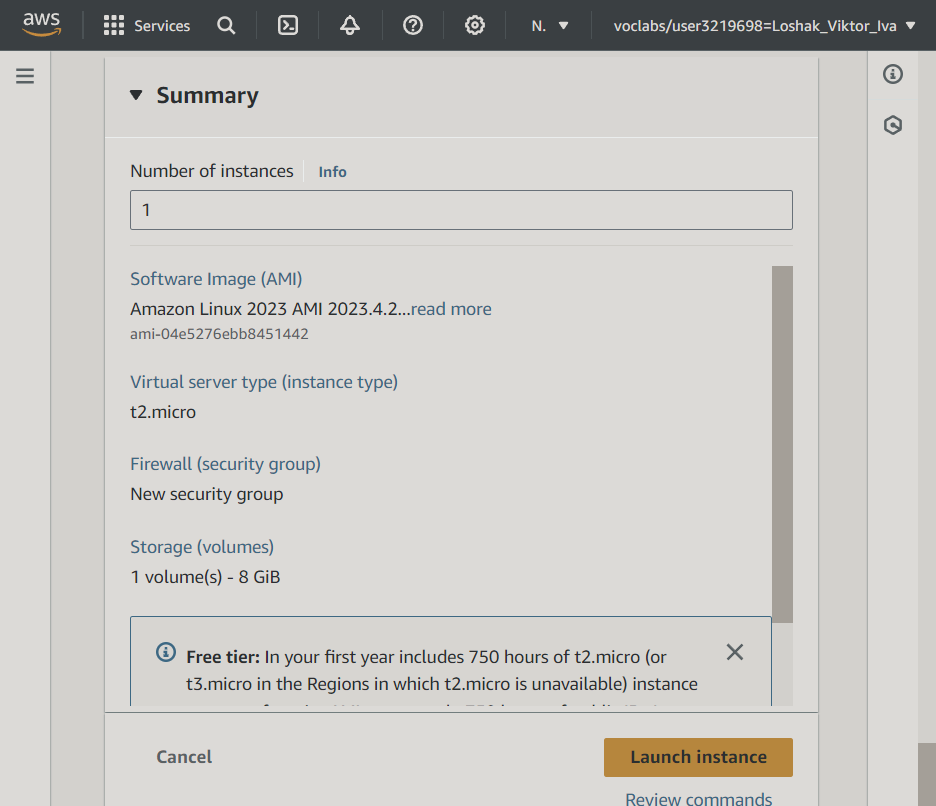 aws Services N. voclabs/user3219698=Loshak_Viktor_Iva
Summary
Number of instances Info
1
Software Image (AMI)
Amazon Linux 2023 AMI 2023.4.2...read more
ami-04e5276ebb8451442
Virtual server type (instance type)
t2.micro
Firewall (security group)
New security group
Storage (volumes)
1 volume(s) - 8 GiB
Free tier: In your first year includes 750 hours of t2.micro (or
t3.micro in the Regions in which t2.micro is unavailable) instance
Cancel
Launch instance
Review commands